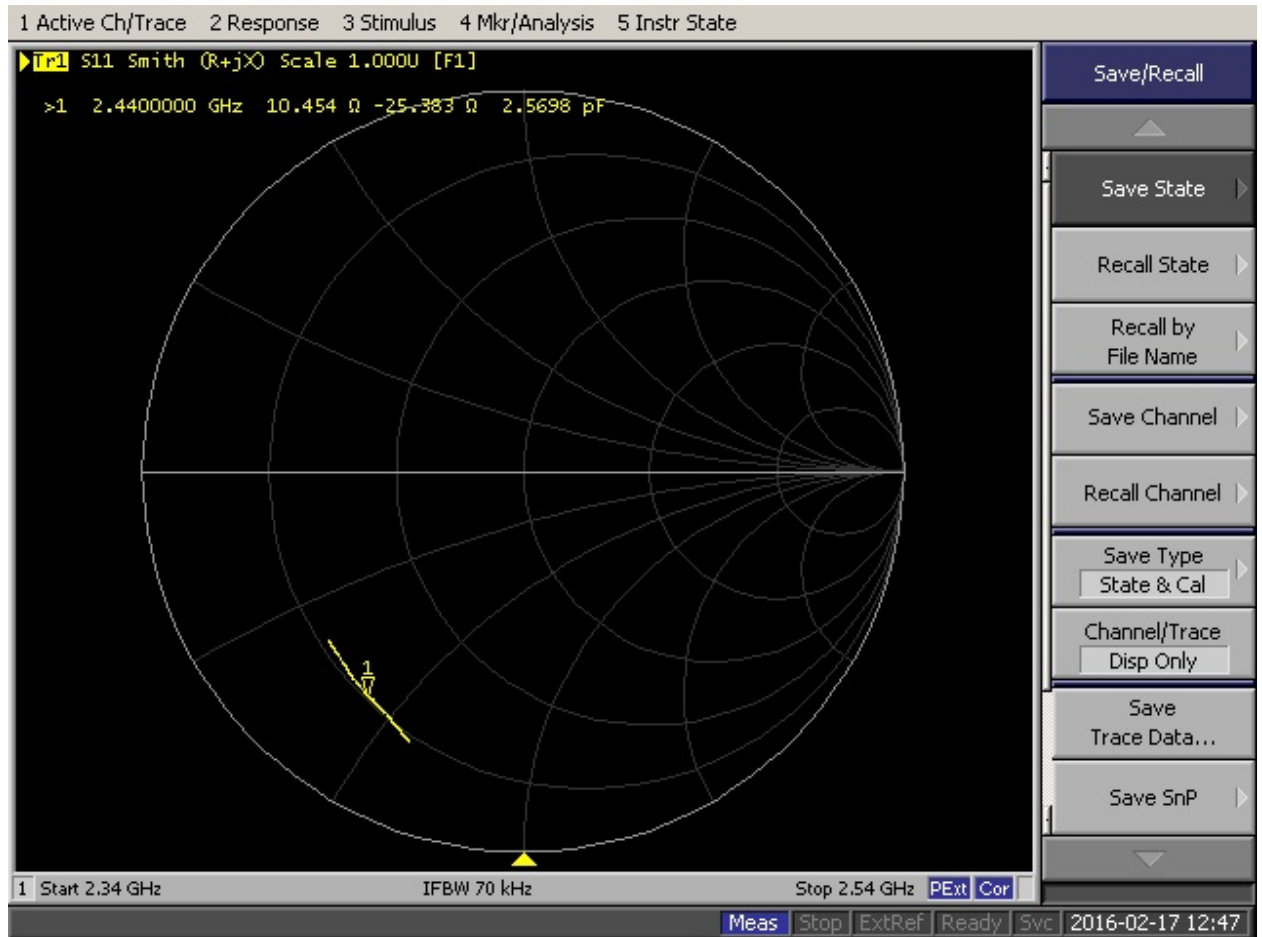 1 Active Ch/Trace 2 Response 3 Stimulus 4 Mkr/Analysis 5 Instr State
Tr1 S11 Smith (R+jX) Scale 1.000U [F1]
>1 2.4400000 GHz 10.454 Ω -25.383 Ω 2.5698 pF
1
Save/Recall
Save State
Recall State
Recall by
File Name
Save Channel
Recall Channel
Save Type
State & Cal
Channel/Trace
Disp Only
Save
Trace Data...
Save SnP
1 Start 2.34 GHz IFBW 70 kHz Stop 2.54 GHz PExt Cor
Meas Stop ExtRef Ready Svc 2016-02-17 12:47